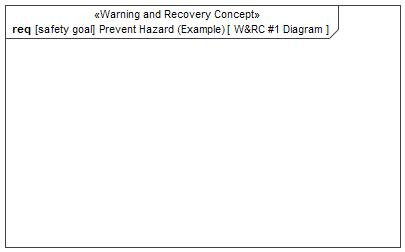 «Warning and Recovery Concept»
req [safety goal] Prevent Hazard (Example) [ W&RC #1 Diagram ]